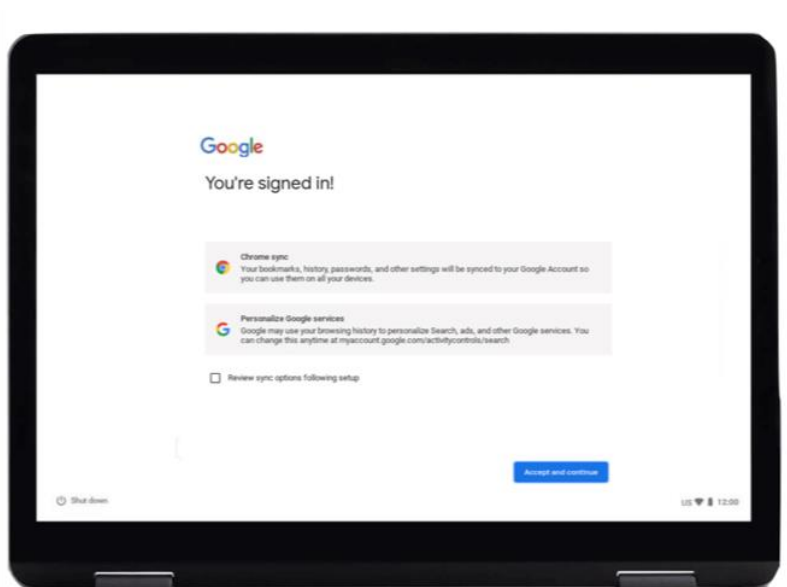 Google
You're signed in!
Chrome sync
Your bookmarks, history, passwords, and other settings will be synced to your Google Account so
you can use them on all your devices.
Personalize Google services
Google may use your browsing history to personalize Search, ads, and other Google services. You
can change this anytime at myaccount.google.com/activitycontrols/search
Review sync options following setup
Accept and continue
Shut down
US 12:00